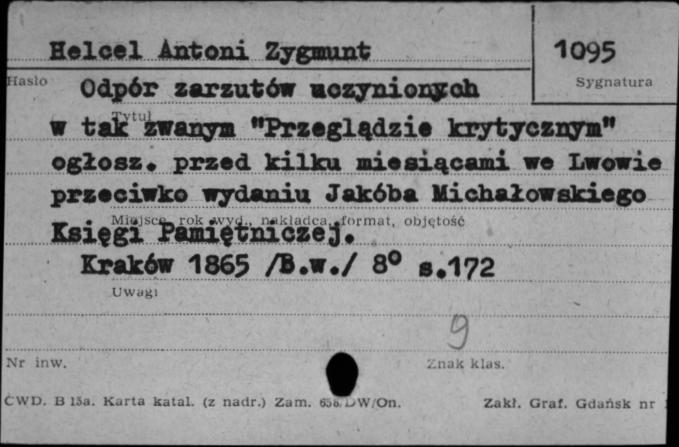 Helcel Antoni Zygmunt
1095
Hasło
Sygnatura
Odpór zarzutów uczynionych
Tytuł
w tak zwanym "Przeglądzie krytycznym"
ogłosz. przed kilku miesiącami we Lwowie
przeciwko wydaniu Jakóba Michałowskiego
Miejsce, rok wyd., nakładca, format, objętość
Księgi Pamiętniczej.
Kraków 1865 /B.w./ 8° s.172
Uwagi
9
Nr inw.
Znak klas.
CWD. B 15a. Karta katal. (z nadr.) Zam. 658/DW/On.
Zakł. Graf. Gdańsk nr